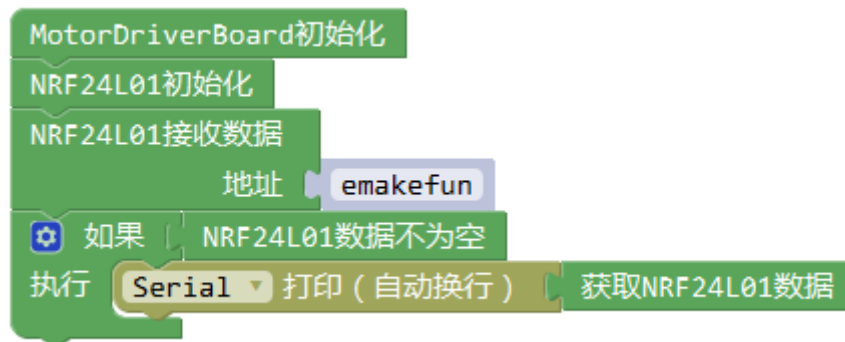 MotorDriverBoard初始化
NRF24L01初始化
NRF24L01接收数据
地址 emakefun
如果 NRF24L01数据不为空
执行 Serial 打印（自动换行） 获取NRF24L01数据